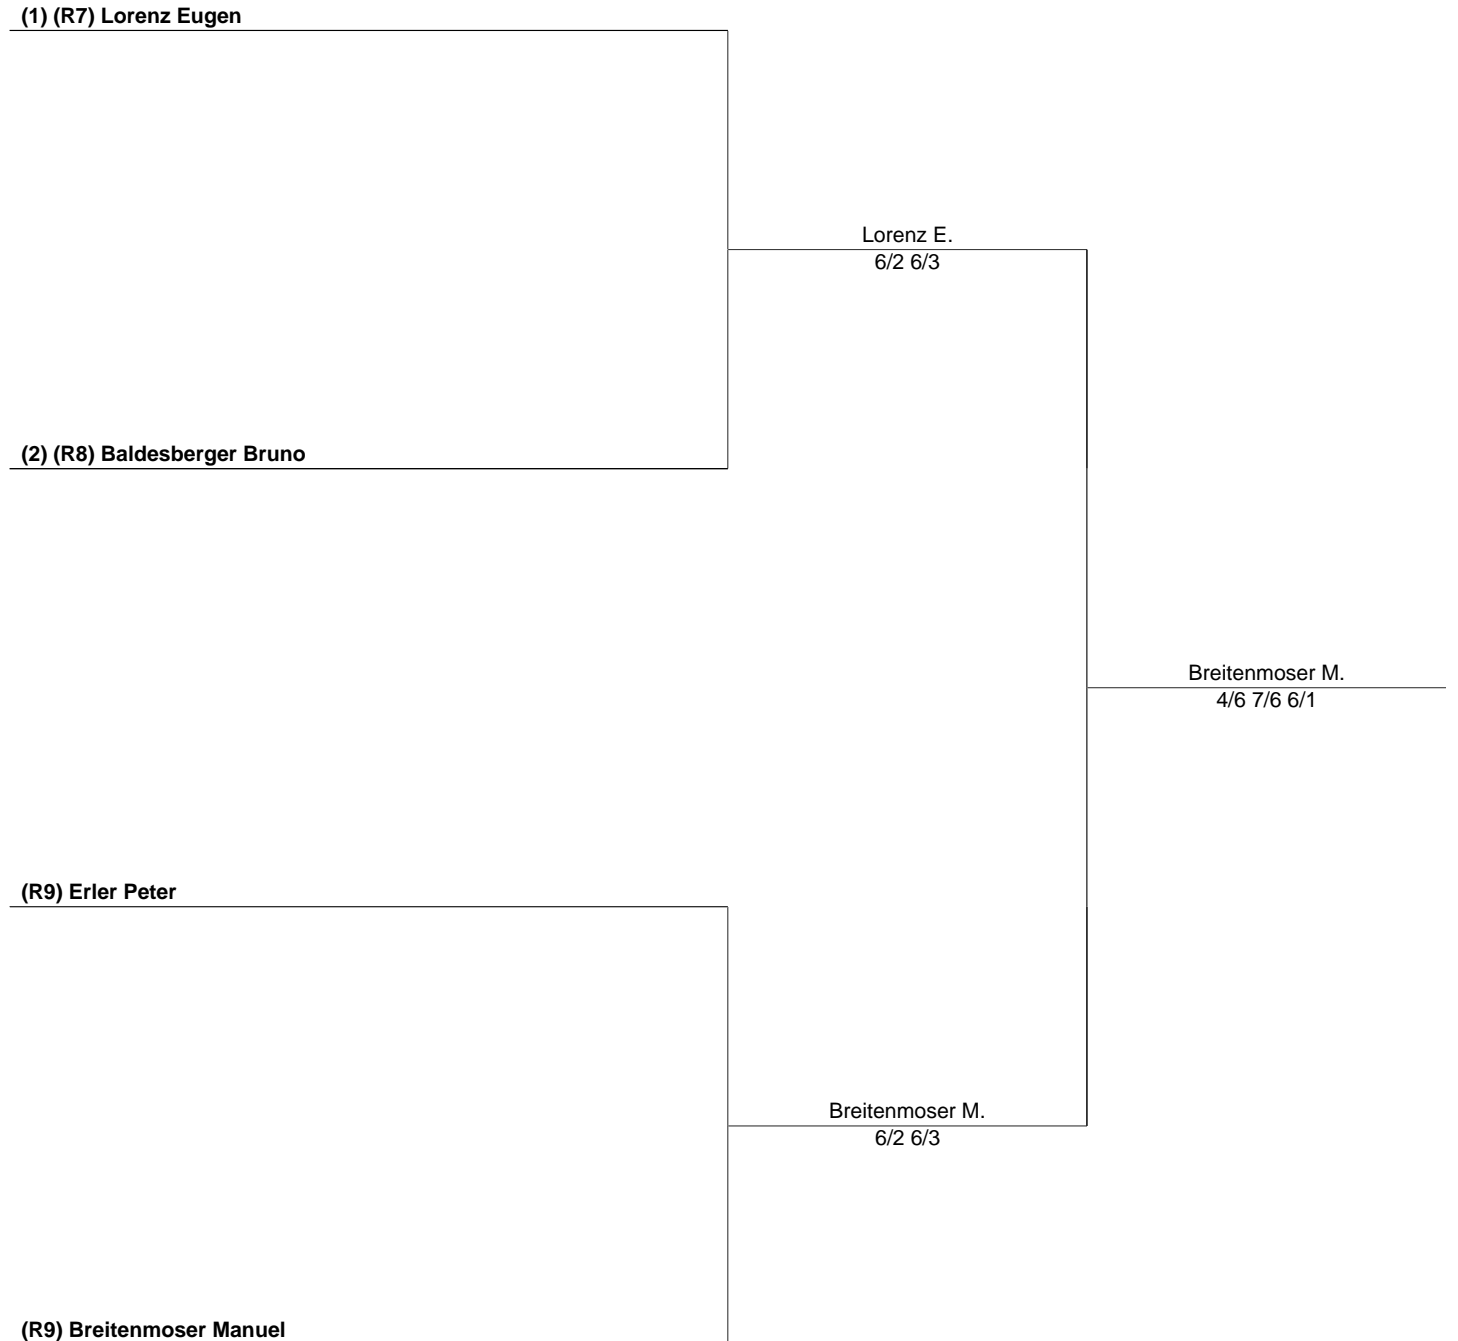 (1) (R7) Lorenz Eugen
Lorenz E.
6/2 6/3
(2) (R8) Baldesberger Bruno
Breitenmoser M.
4/6 7/6 6/1
(R9) Erler Peter
Breitenmoser M.
6/2 6/3
(R9) Breitenmoser Manuel